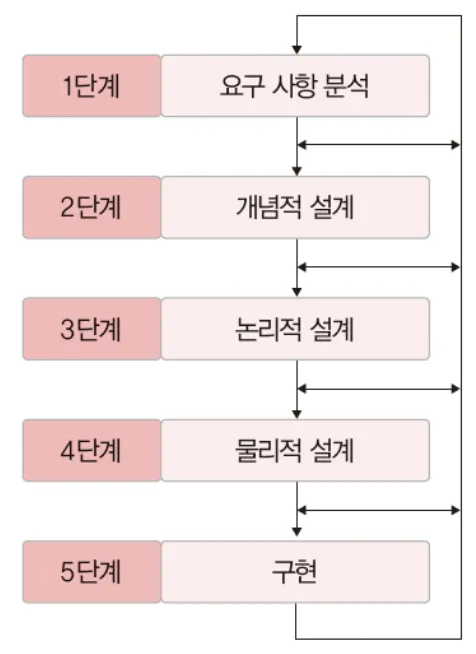 1단계 요구 사항 분석
2단계 개념적 설계
3단계 논리적 설계
4단계 물리적 설계
5단계 구현